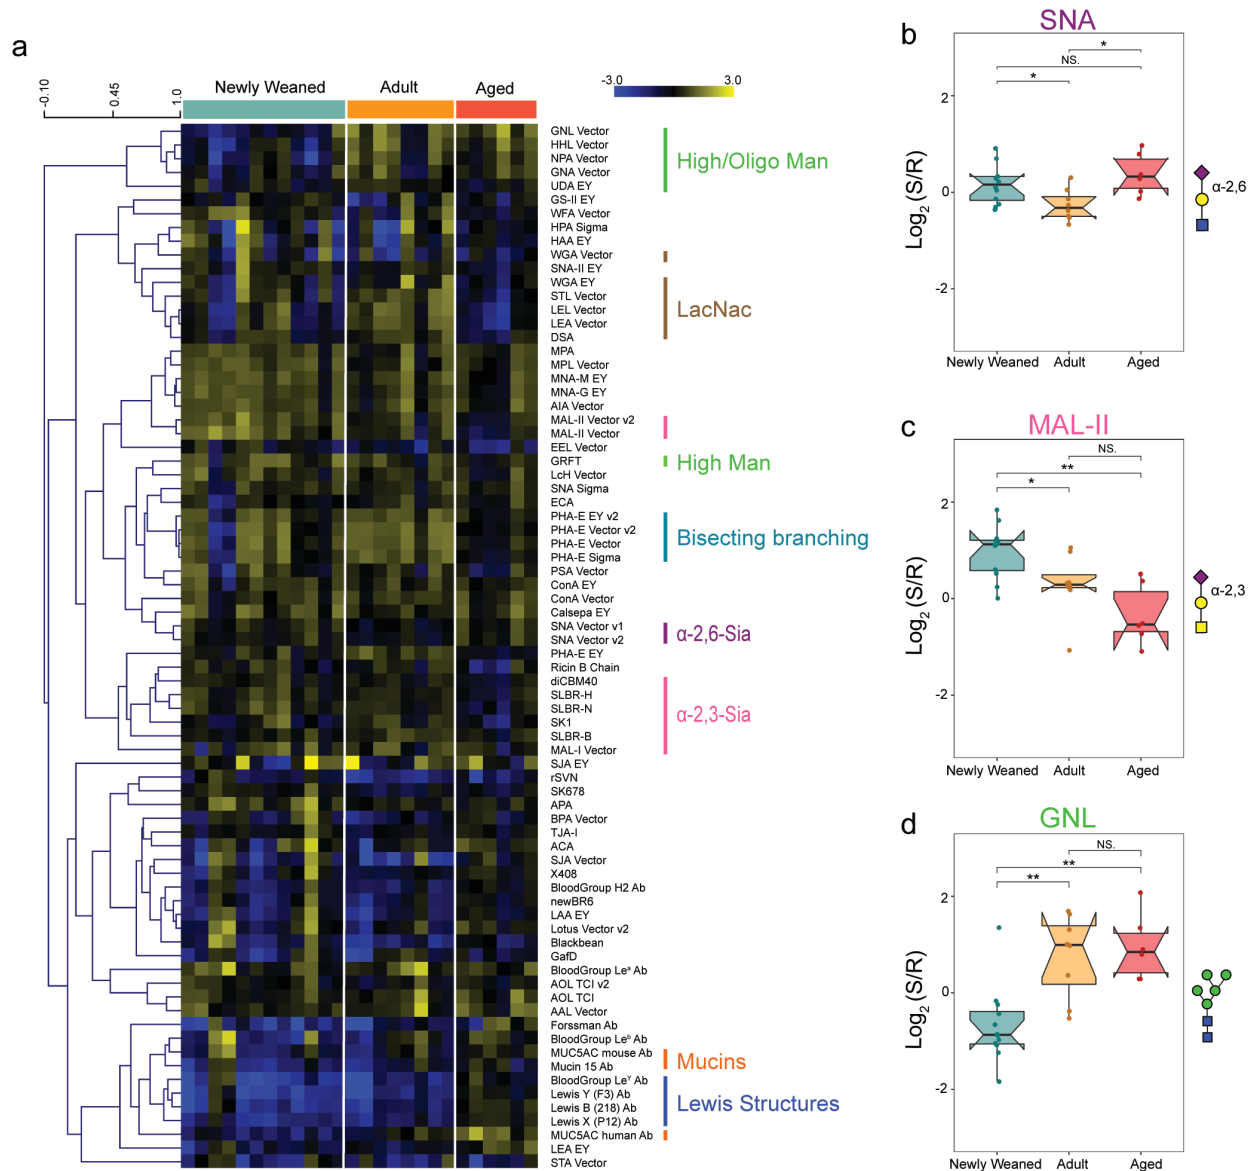 a
-0.10
0.45
1.0
Newly Weaned
Adult
Aged
-3.0
3.0
GNL Vector
HHL Vector
NPA Vector
GNA Vector
UDA EY
GS-II EY
WFA Vector
HPA Sigma
HAA EY
WGA Vector
SNA-II EY
WGA EY
STL Vector
LEL Vector
LEA Vector
DSA
MPA
MPL Vector
MNA-M EY
MNA-G EY
AIA Vector
MAL-II Vector v2
MAL-II Vector
EEL Vector
GRFT
LcH Vector
SNA Sigma
ECA
PHA-E EY v2
PHA-E Vector v2
PHA-E Vector
PHA-E Sigma
PSA Vector
ConA EY
ConA Vector
Calsepa EY
SNA Vector v1
SNA Vector v2
PHA-E EY
Ricin B Chain
diCBM40
SLBR-H
SLBR-N
SK1
SLBR-B
MAL-I Vector
SJA EY
rSVN
SK678
APA
BPA Vector
TJA-I
ACA
SJA Vector
X408
BloodGroup H2 Ab
newBR6
LAA EY
Lotus Vector v2
Blackbean
GafD
BloodGroup Leᵃ Ab
AOL TCI v2
AOL TCI
AAL Vector
Forssman Ab
BloodGroup Leᵇ Ab
MUC5AC mouse Ab
Mucin 15 Ab
BloodGroup Leʸ Ab
Lewis Y (F3) Ab
Lewis B (218) Ab
Lewis X (P12) Ab
MUC5AC human Ab
LEA EY
STA Vector
High/Oligo Man
LacNac
High Man
Bisecting branching
α-2,6-Sia
α-2,3-Sia
Mucins
Lewis Structures
b
SNA
*
NS.
*
2
0
-2
Log₂ (S/R)
Newly Weaned
Adult
Aged
α-2,6
c
MAL-II
NS.
**
*
2
0
-2
Log₂ (S/R)
Newly Weaned
Adult
Aged
α-2,3
d
GNL
NS.
**
**
2
0
-2
Log₂ (S/R)
Newly Weaned
Adult
Aged